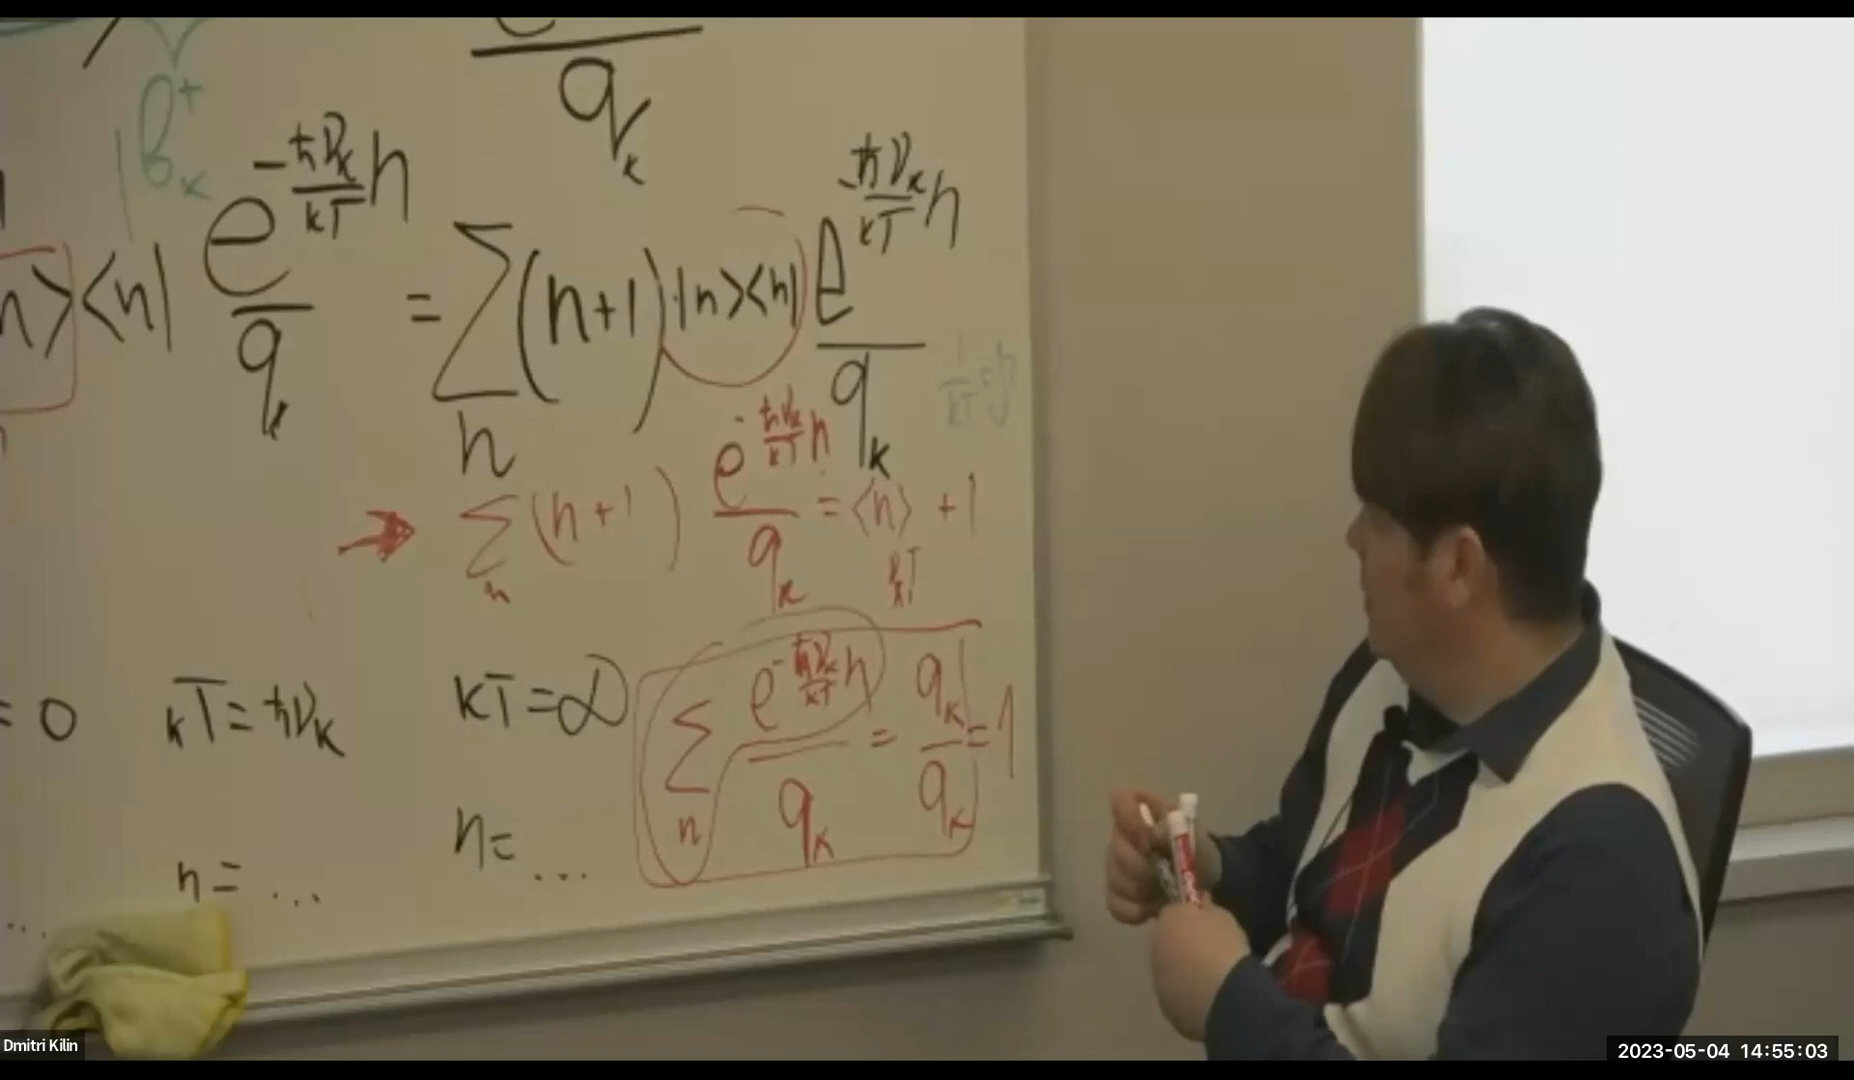 q_k
b_k^+
n><n| e^{-ħν_k/kT n}/q_k = Σ_n (n+1)·|n><n| e^{-ħν_k/kT n}/q_k
Σ_n (n+1) e^{-ħν_k/kT n}/q_k = <n> + 1
= 0
kT = ħν_k
kT = ∞
Σ_n e^{-ħν_k/kT n}/q_k = q_k/q_k = 1
...
n = ...
n = ...
Dmitri Kilin
2023-05-04 14:55:03